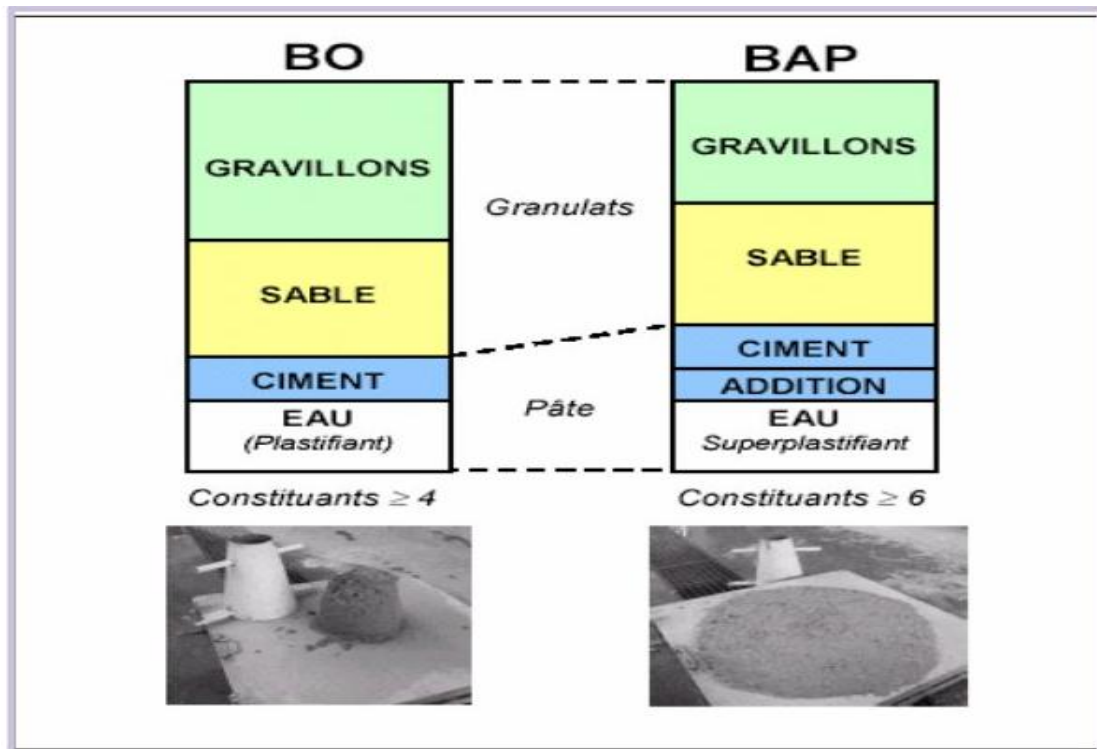 BO
BAP
GRAVILLONS
GRAVILLONS
Granulats
SABLE
SABLE
CIMENT
CIMENT
ADDITION
Pâte
EAU
(Plastifiant)
EAU
Superplastifiant
Constituants ≥ 4
Constituants ≥ 6